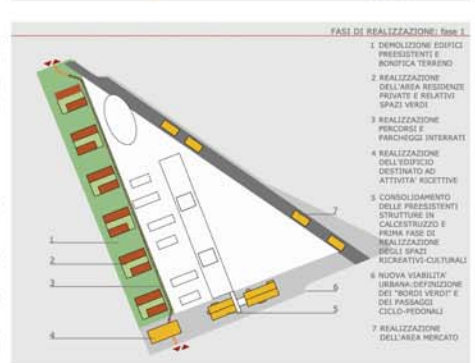 FASI DI REALIZZAZIONE: fase 1
1 DEMOLIZIONE EDIFICI
PREESISTENTI E
BONIFICA TERRENO
2 REALIZZAZIONE
DELL'AREA RESIDENZE
PRIVATE E RELATIVI
SPAZI VERDI
3 REALIZZAZIONE
PERCORSI E
PARCHEGGI INTERRATI
4 REALIZZAZIONE
DELL'EDIFICIO
DESTINATO AD
ATTIVITA' RICETTIVE
5 CONSOLIDAMENTO
DELLE PREESISTENTI
STRUTTURE IN
CALCESTRUZZO E
PRIMA FASE DI
REALIZZAZIONE
DEGLI SPAZI
RICREATIVI-CULTURALI
6 NUOVA VIABILITA'
URBANA:DEFINIZIONE
DEI "BORDI VERDI" E
DEI PASSAGGI
CICLO-PEDONALI
7 REALIZZAZIONE
DELL'AREA MERCATO
7
1
2
3
6
5
4